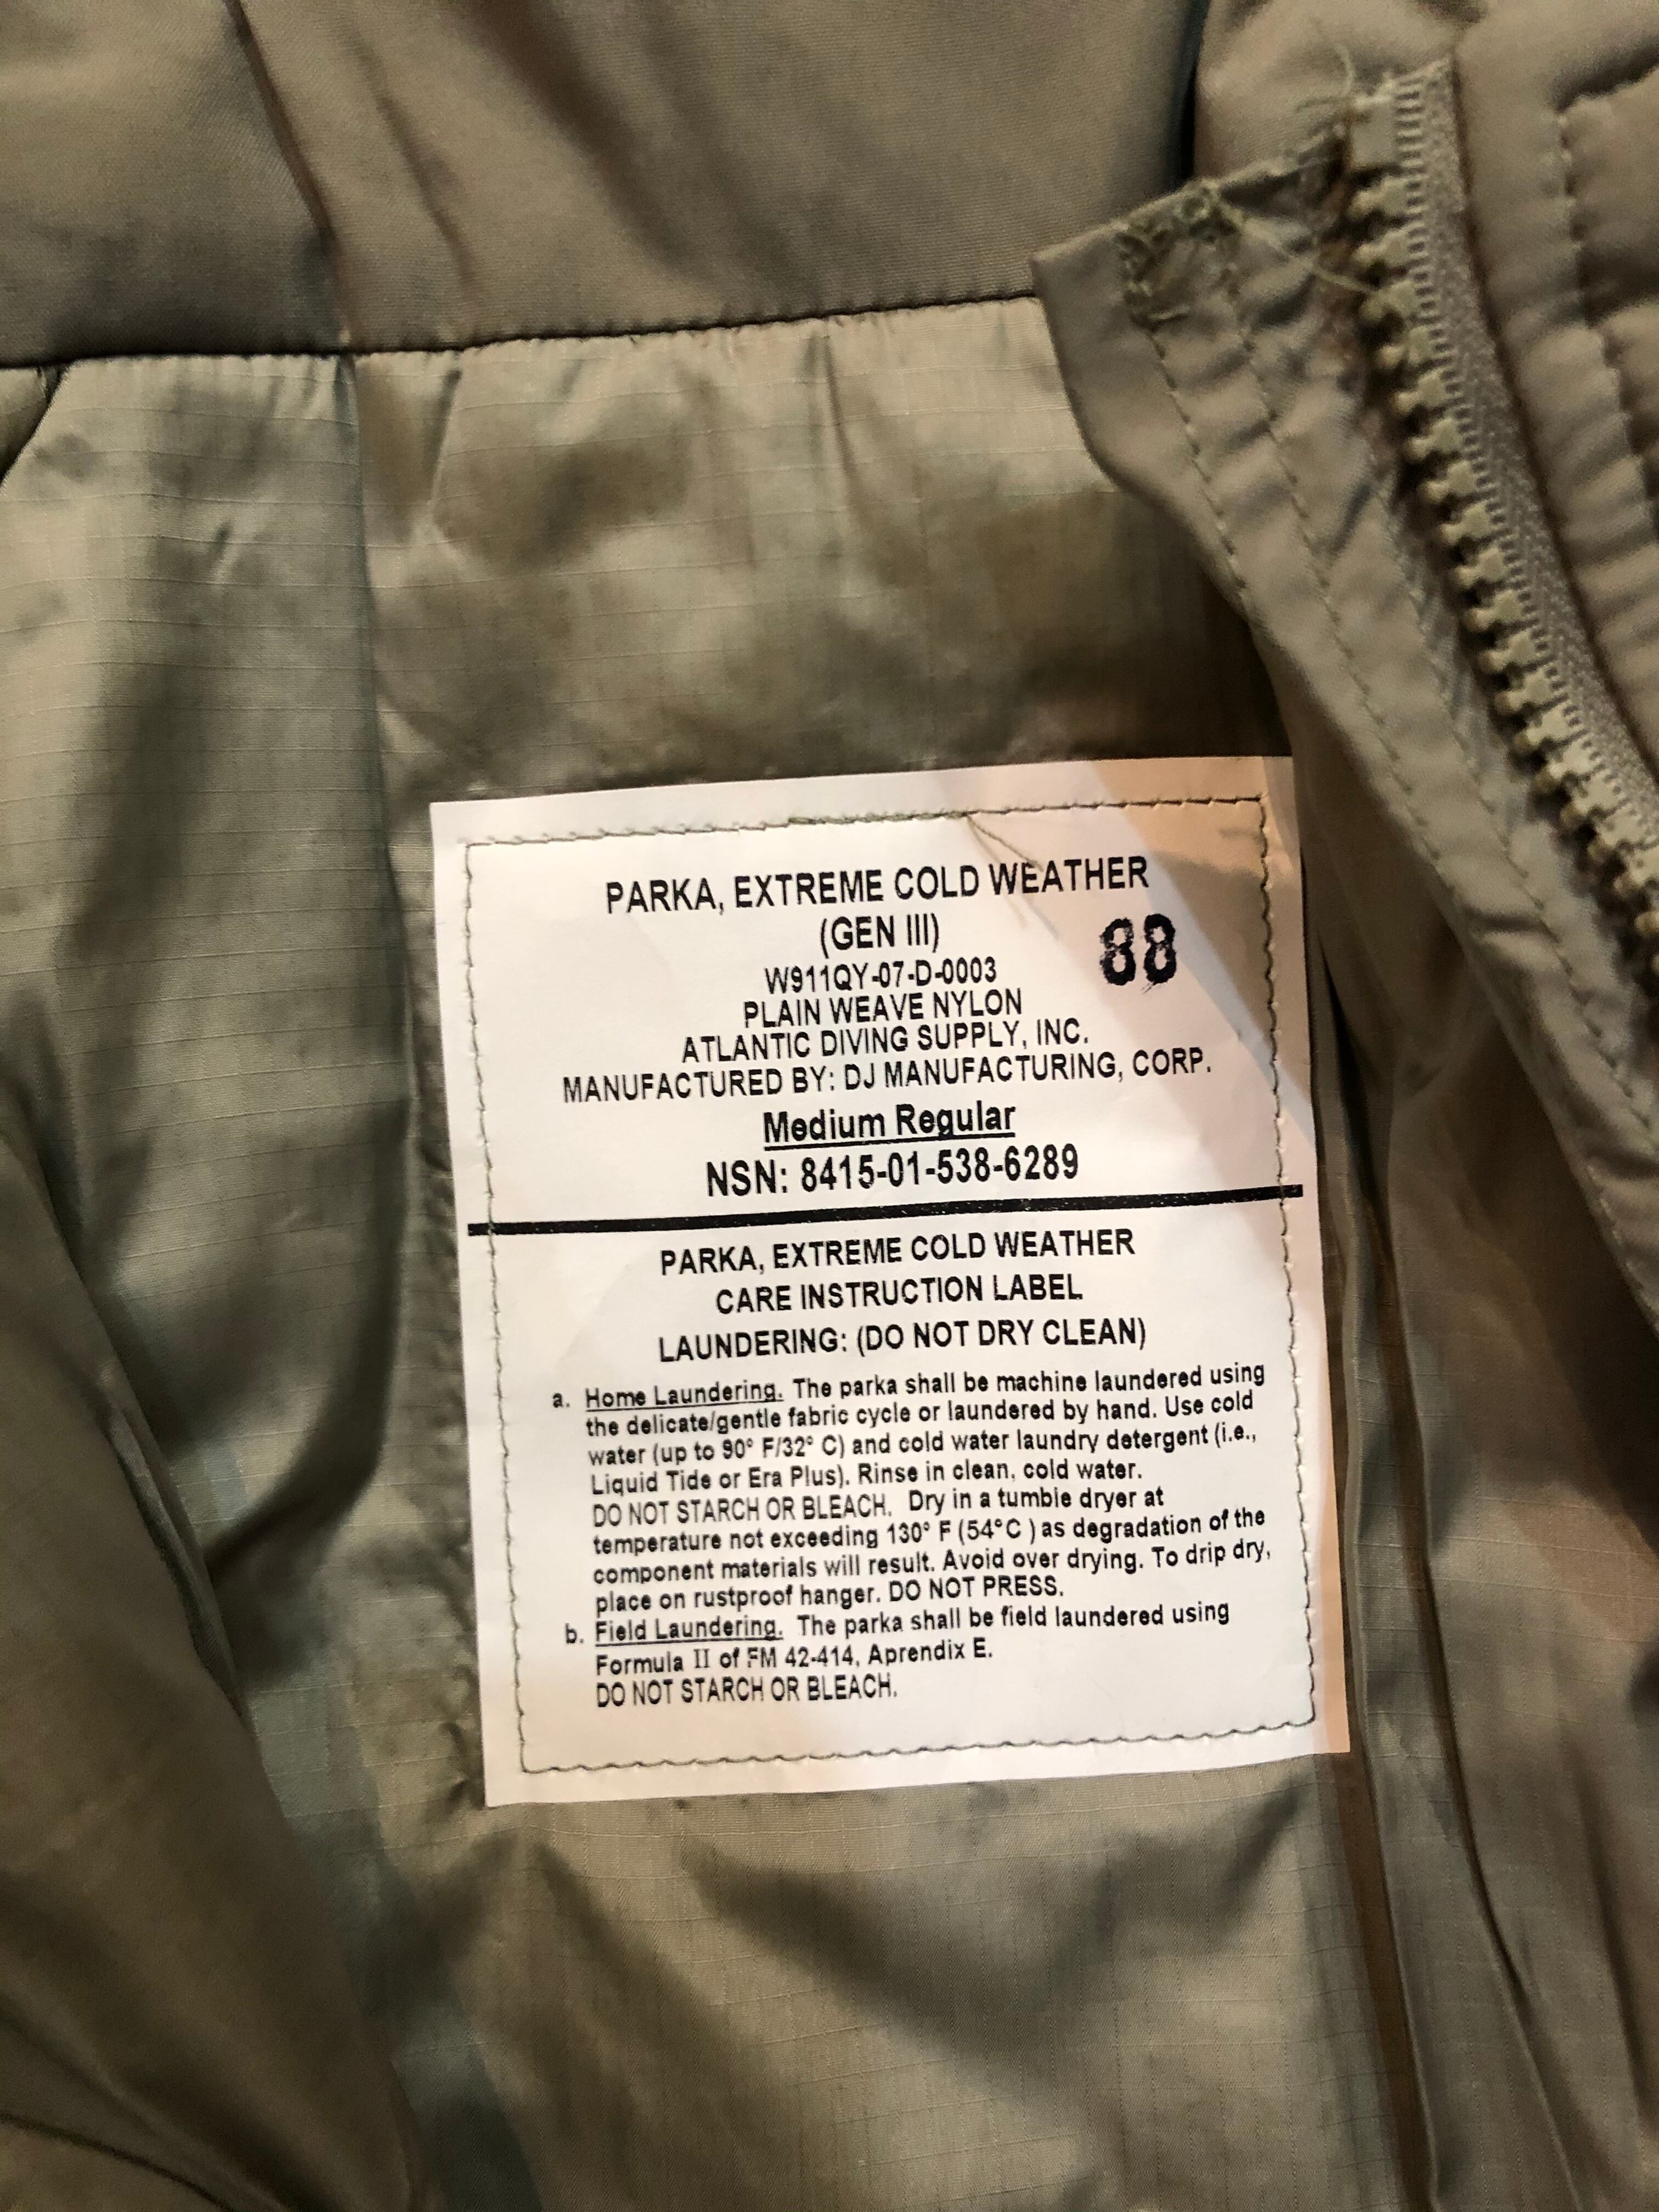 PARKA, EXTREME COLD WEATHER
(GEN III)
88
W911QY-07-D-0003
PLAIN WEAVE NYLON
ATLANTIC DIVING SUPPLY, INC.
MANUFACTURED BY: DJ MANUFACTURING, CORP.
Medium Regular
NSN: 8415-01-538-6289
PARKA, EXTREME COLD WEATHER
CARE INSTRUCTION LABEL
LAUNDERING: (DO NOT DRY CLEAN)
a. Home Laundering. The parka shall be machine laundered using
the delicate/gentle fabric cycle or laundered by hand. Use cold
water (up to 90° F/32° C) and cold water laundry detergent (i.e.,
Liquid Tide or Era Plus). Rinse in clean, cold water.
DO NOT STARCH OR BLEACH. Dry in a tumble dryer at
temperature not exceeding 130° F (54°C ) as degradation of the
component materials will result. Avoid over drying. To drip dry,
place on rustproof hanger. DO NOT PRESS.
b. Field Laundering. The parka shall be field laundered using
Formula II of FM 42-414, Aprendix E.
DO NOT STARCH OR BLEACH.